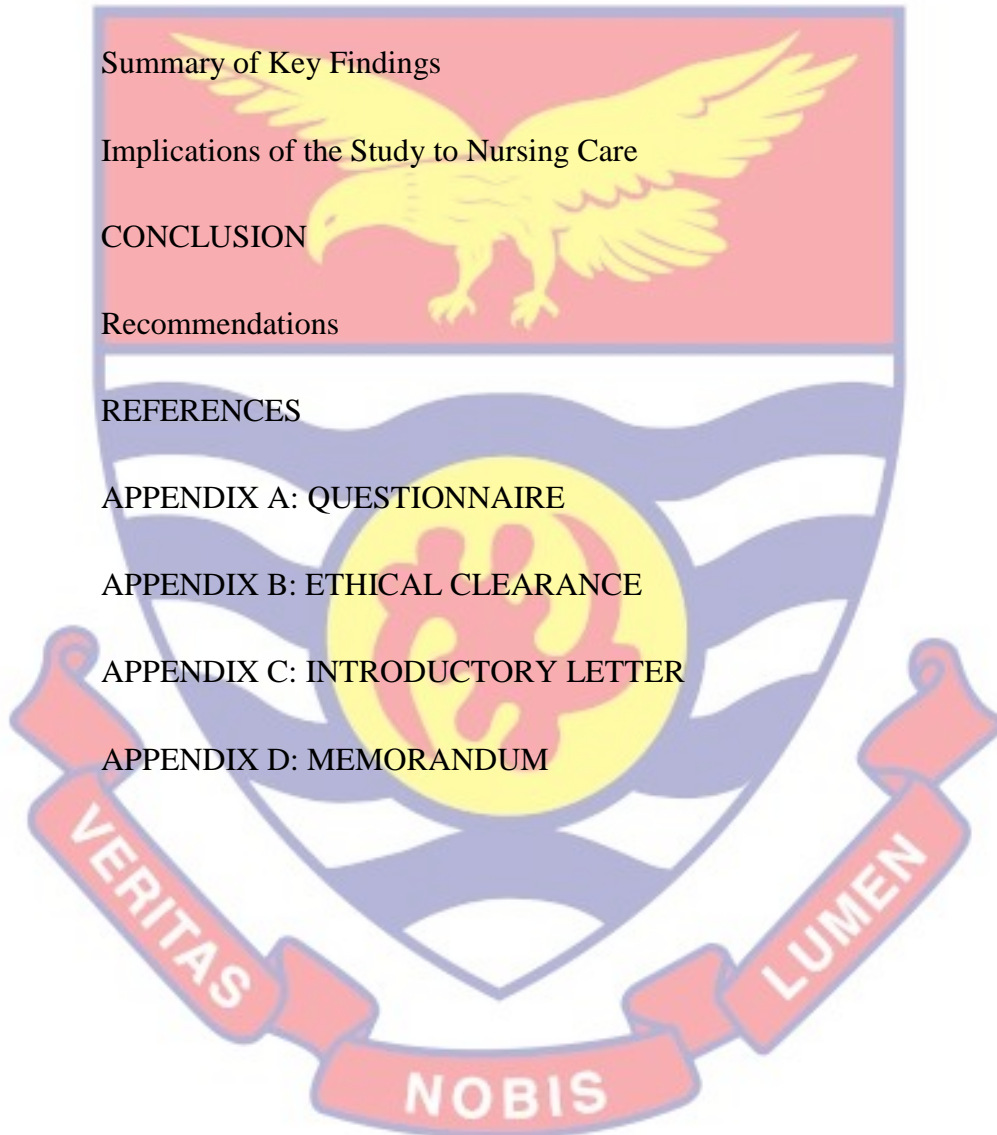 Summary of Key Findings
Implications of the Study to Nursing Care
CONCLUSION
Recommendations
REFERENCES
APPENDIX A: QUESTIONNAIRE
APPENDIX B: ETHICAL CLEARANCE
APPENDIX C: INTRODUCTORY LETTER
APPENDIX D: MEMORANDUM
VERITAS
NOBIS
LUMEN